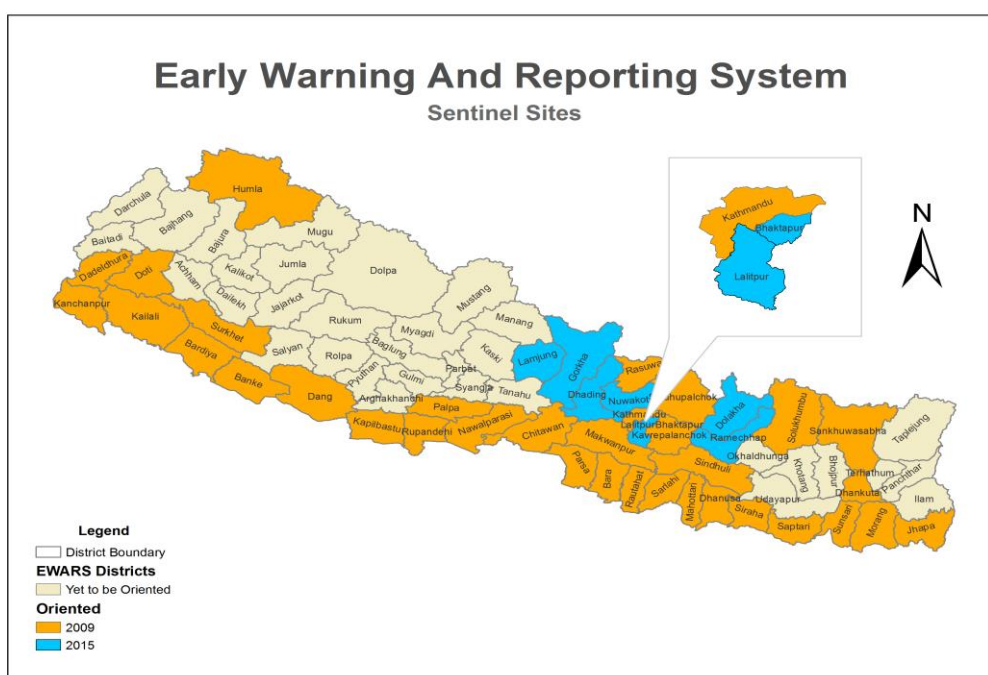 Early Warning And Reporting System
Sentinel Sites
N
Kathmandu
Bhaktapur
Lalitpur
Humla
Darchula
Bajhang
Baitadi
Bajura
Mugu
Dadeldhura
Doti
Achham
Kalikot
Jumla
Dolpa
Dailekh
Jajarkot
Mustang
Manang
Kanchanpur
Kailali
Surkhet
Rukum
Myagdi
Bardiya
Salyan
Rolpa
Baglung
Kaski
Lamjung
Gorkha
Rasuwa
Banke
Pyuthan
Gulmi
Parbat
Syangja
Tanahu
Dhading
Nuwakot
hupalchok
Dolakha
Dang
Arghakhanchi
Palpa
Kathmandu
Lalitpur
Bhaktapur
Kavrepalanchok
Ramechhap
Solukhumbu
Sankhuwasabha
Taplejung
Kapilbastu
Rupandehi
Nawalparasi
Chitawan
Makwanpur
Sindhuli
Okhaldhunga
Khotang
Bhojpur
Terhathum
Panchthar
Parsa
Bara
Rautahat
Sarlahi
Mahottari
Dhanusa
Siraha
Udayapur
Dhankuta
Ilam
Saptari
Sunsari
Morang
Jhapa
Legend
District Boundary
EWARS Districts
Yet to be Oriented
Oriented
2009
2015